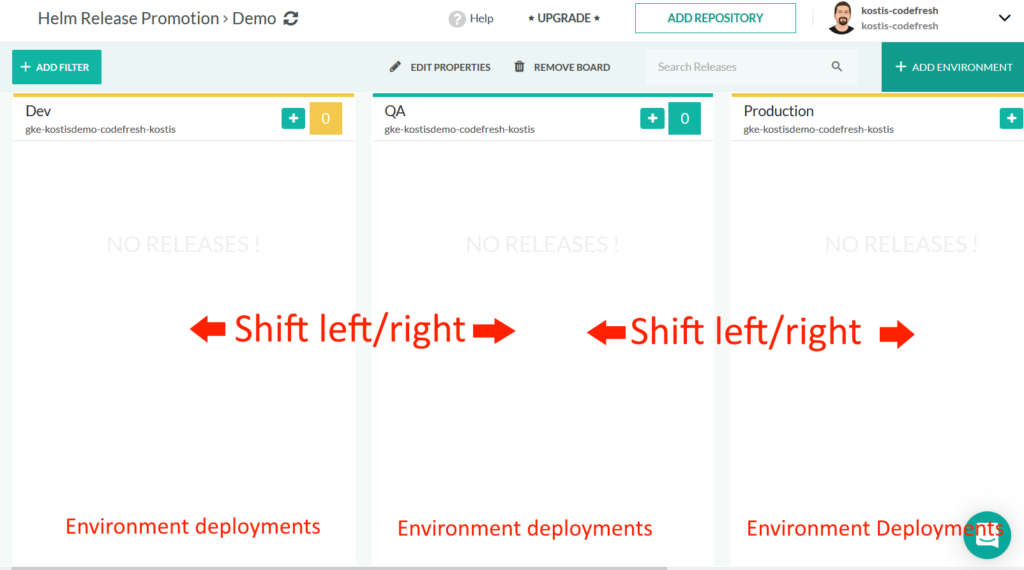 Helm Release Promotion › Demo
? Help
★ UPGRADE ★
ADD REPOSITORY
kostis-codefresh
kostis-codefresh
+ ADD FILTER
EDIT PROPERTIES
REMOVE BOARD
Search Releases
+ ADD ENVIRONMENT
Dev
gke-kostisdemo-codefresh-kostis
+
0
QA
gke-kostisdemo-codefresh-kostis
+
0
Production
gke-kostisdemo-codefresh-kostis
+
NO RELEASES !
NO RELEASES !
NO RELEASES !
Shift left/right
Shift left/right
Environment deployments
Environment deployments
Environment Deployments